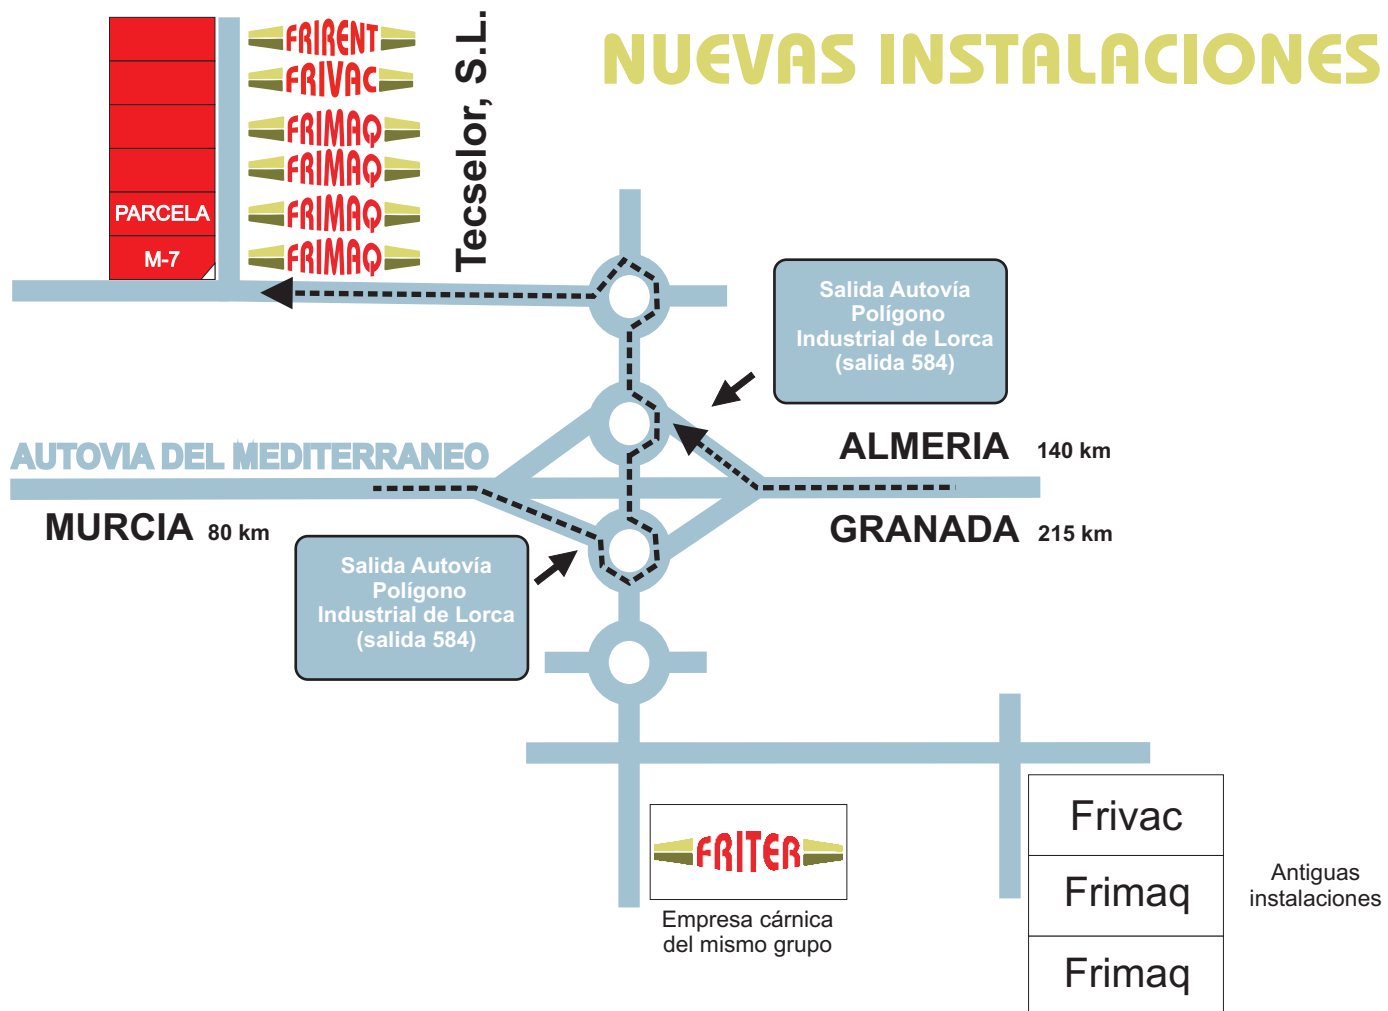 NUEVAS INSTALACIONES
FRIRENT
FRIVAC
FRIMAQ
FRIMAQ
FRIMAQ
FRIMAQ
PARCELA
M-7
Tecselor, S.L.
Salida Autovía
Polígono
Industrial de Lorca
(salida 584)
AUTOVIA DEL MEDITERRANEO
ALMERIA 140 km
MURCIA 80 km
GRANADA 215 km
Salida Autovía
Polígono
Industrial de Lorca
(salida 584)
FRITER
Empresa cárnica
del mismo grupo
Frivac
Frimaq
Frimaq
Antiguas
instalaciones